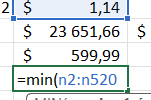 2 $ 1,14
$ 23 651,66 $
$ 599,99
=min(n2:n520